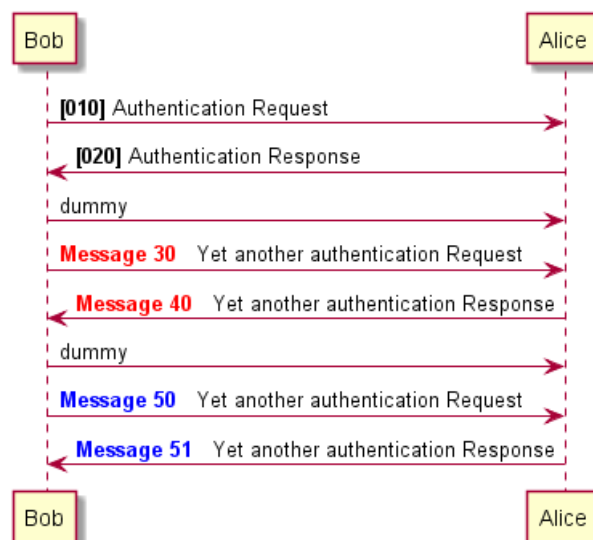 Bob Alice
[010] Authentication Request
[020] Authentication Response
dummy
Message 30 Yet another authentication Request
Message 40 Yet another authentication Response
dummy
Message 50 Yet another authentication Request
Message 51 Yet another authentication Response
Bob Alice